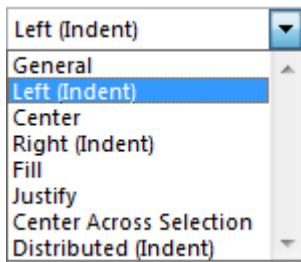 Left (Indent)
General
Left (Indent)
Center
Right (Indent)
Fill
Justify
Center Across Selection
Distributed (Indent)